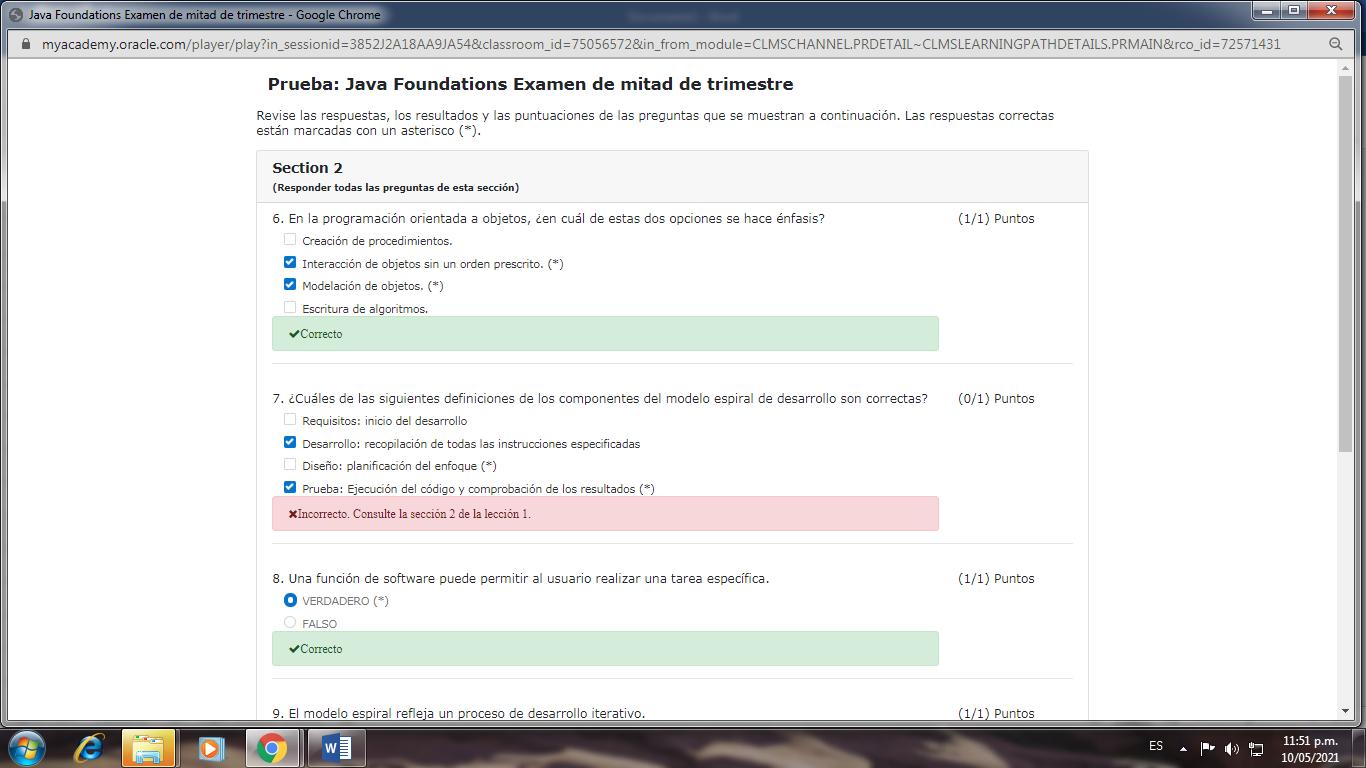 Java Foundations Examen de mitad de trimestre - Google Chrome
myacademy.oracle.com/player/play?in_sessionid=3852J2A18AA9JA54&classroom_id=75056572&in_from_module=CLMSCHANNEL.PRDETAIL~CLMSLEARNINGPATHDETAILS.PRMAIN&rco_id=72571431
Prueba: Java Foundations Examen de mitad de trimestre
Revise las respuestas, los resultados y las puntuaciones de las preguntas que se muestran a continuación. Las respuestas correctas
están marcadas con un asterisco (*).
Section 2
(Responder todas las preguntas de esta sección)
6. En la programación orientada a objetos, ¿en cuál de estas dos opciones se hace énfasis? (1/1) Puntos
Creación de procedimientos.
Interacción de objetos sin un orden prescrito. (*)
Modelación de objetos. (*)
Escritura de algoritmos.
Correcto
7. ¿Cuáles de las siguientes definiciones de los componentes del modelo espiral de desarrollo son correctas? (0/1) Puntos
Requisitos: inicio del desarrollo
Desarrollo: recopilación de todas las instrucciones especificadas
Diseño: planificación del enfoque (*)
Prueba: Ejecución del código y comprobación de los resultados (*)
Incorrecto. Consulte la sección 2 de la lección 1.
8. Una función de software puede permitir al usuario realizar una tarea específica. (1/1) Puntos
VERDADERO (*)
FALSO
Correcto
9. El modelo espiral refleja un proceso de desarrollo iterativo. (1/1) Puntos
ES
11:51 p.m.
10/05/2021